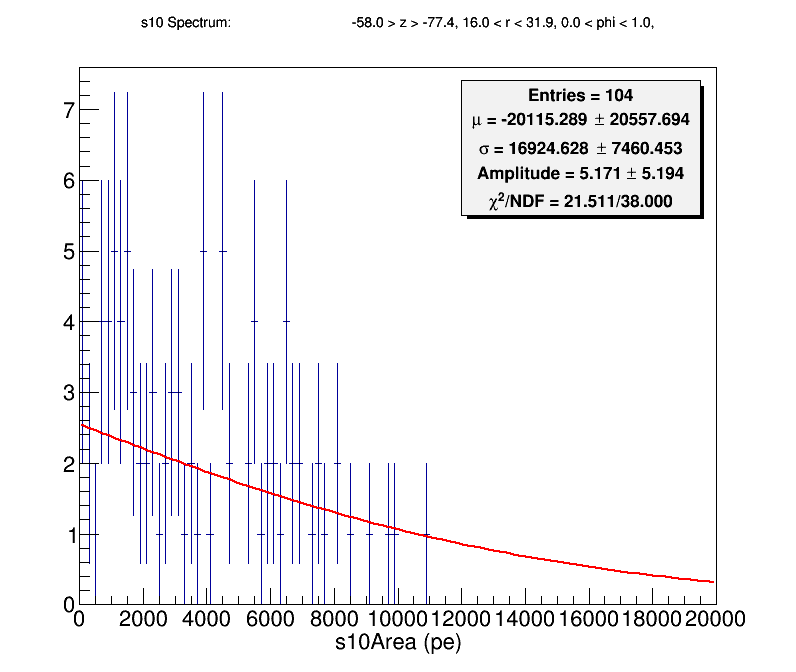 s10 Spectrum: -58.0 > z > -77.4, 16.0 < r < 31.9, 0.0 < phi < 1.0,
Entries = 104
μ = -20115.289 ± 20557.694
σ = 16924.628 ± 7460.453
Amplitude = 5.171 ± 5.194
χ²/NDF = 21.511/38.000
7
6
5
4
3
2
1
0
0 2000 4000 6000 8000 10000 12000 14000 16000 18000 20000
s10Area (pe)